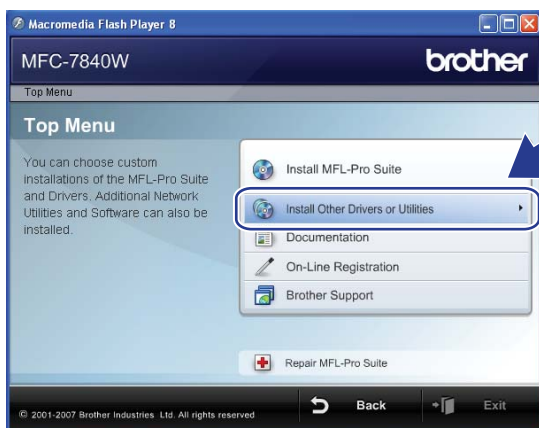 Macromedia Flash Player 8
MFC-7840W
brother
Top Menu
Top Menu
You can choose custom
installations of the MFL-Pro Suite
and Drivers. Additional Network
Utilities and Software can also be
installed.
Install MFL-Pro Suite
Install Other Drivers or Utilities
Documentation
On-Line Registration
Brother Support
Repair MFL-Pro Suite
© 2001-2007 Brother Industries Ltd. All rights reserved
Back
Exit